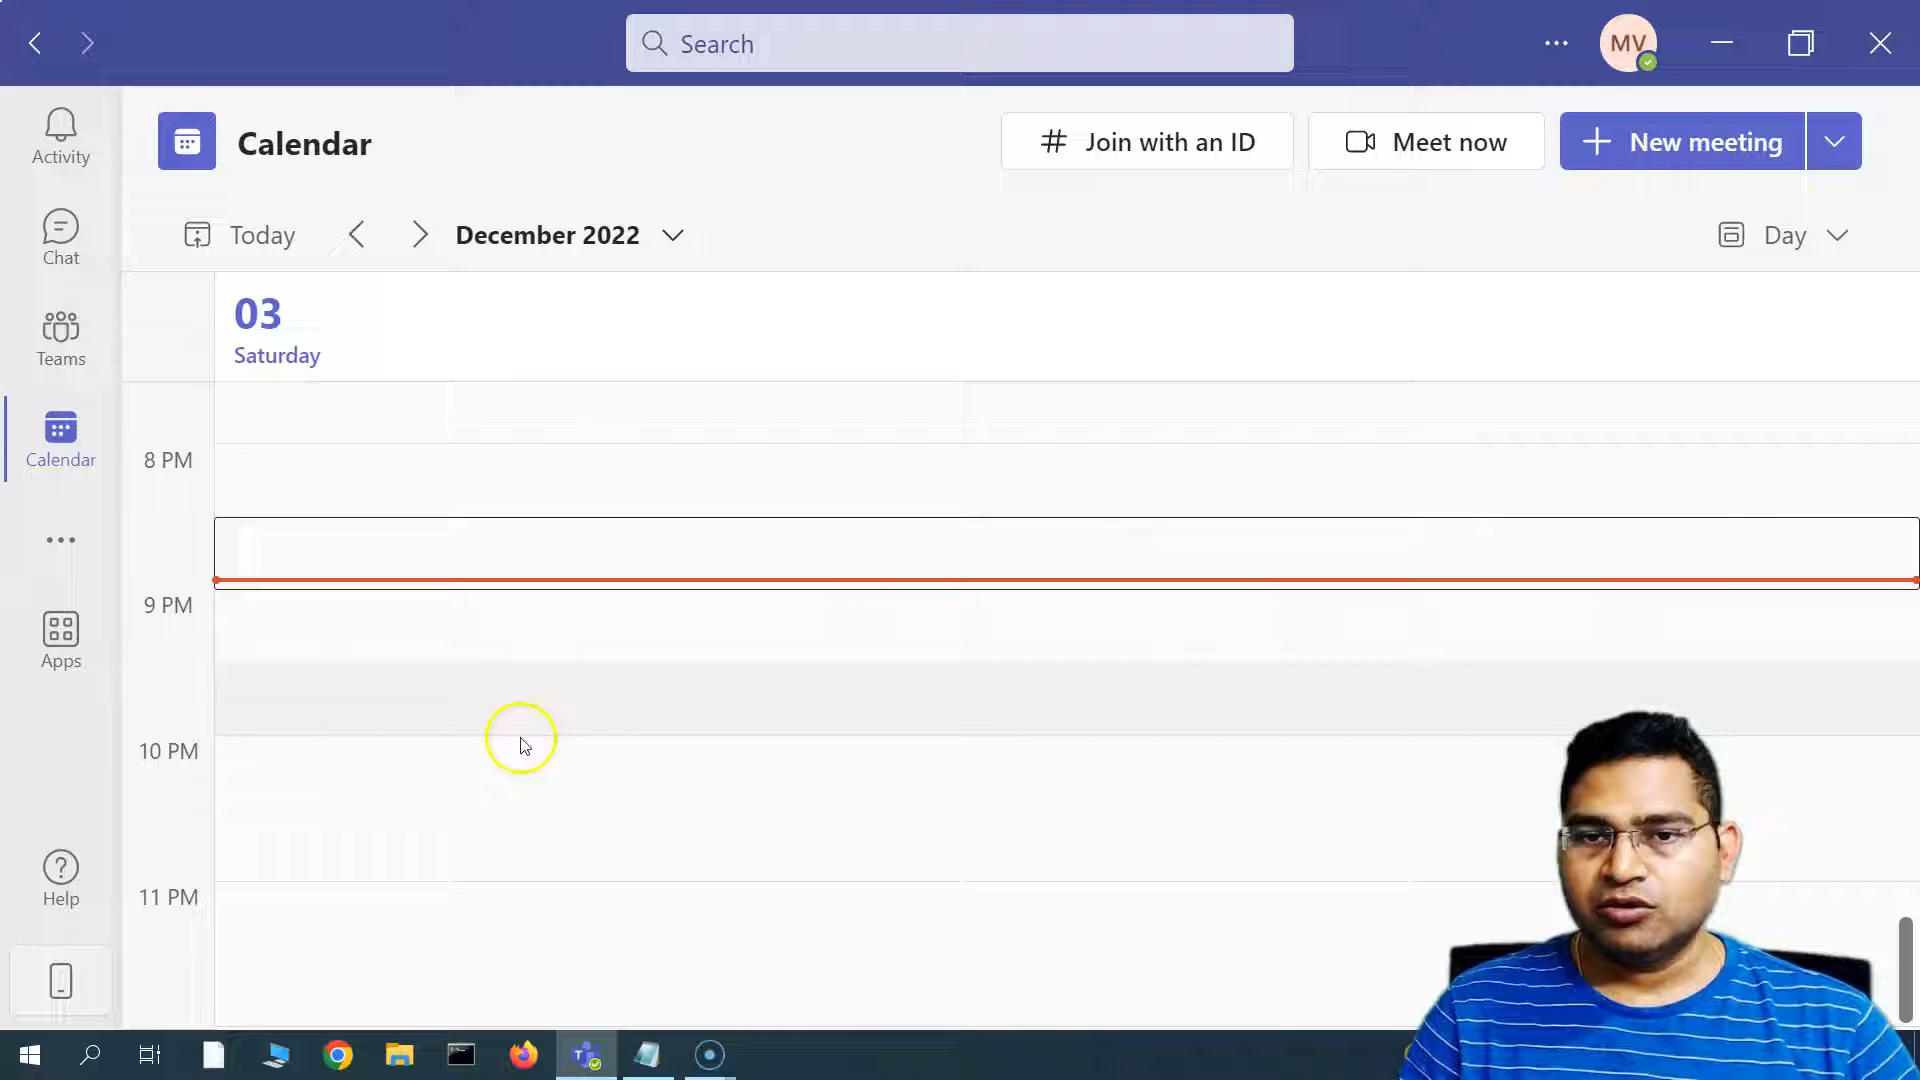 Search
MV
Activity
Chat
Teams
Calendar
Apps
Help
Calendar
Join with an ID
Meet now
New meeting
Today
December 2022
Day
03
Saturday
8 PM
9 PM
10 PM
11 PM